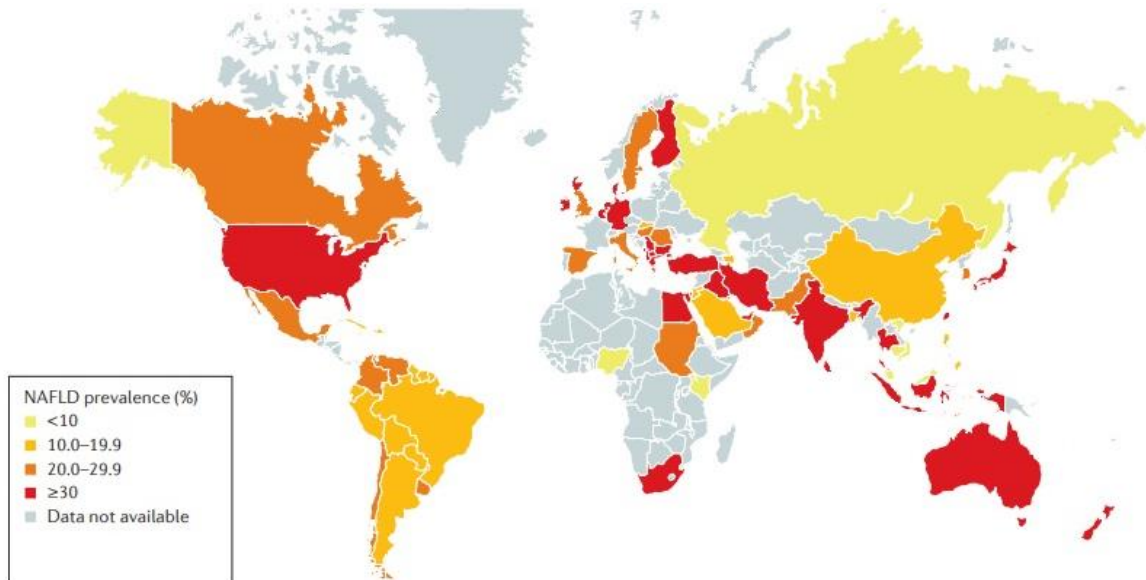 NAFLD prevalence (%)
<10
10.0–19.9
20.0–29.9
≥30
Data not available